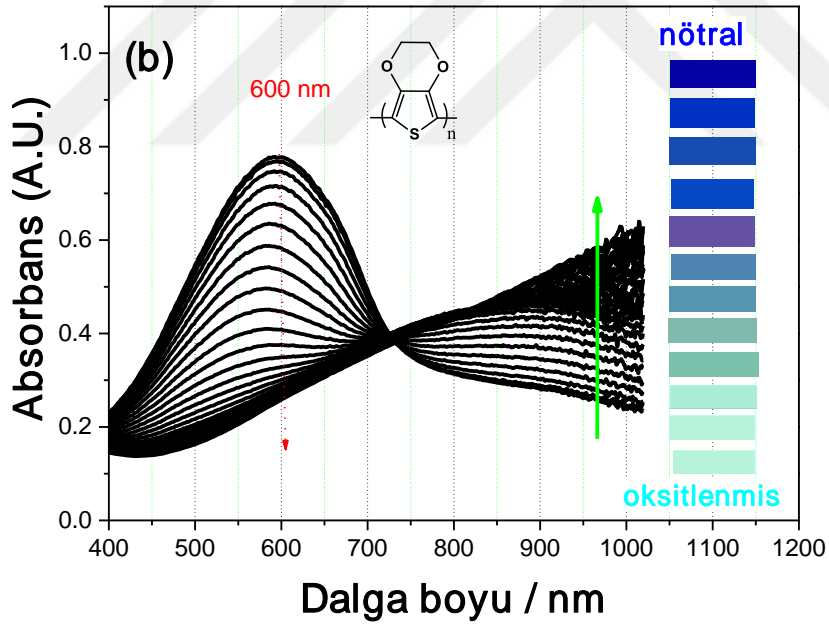 (b)
nötral
600 nm
O
O
S
n
Absorbans (A.U.)
1.0
0.8
0.6
0.4
0.2
0.0
oksitlenmis
400
500
600
700
800
900
1000
1100
1200
Dalga boyu / nm